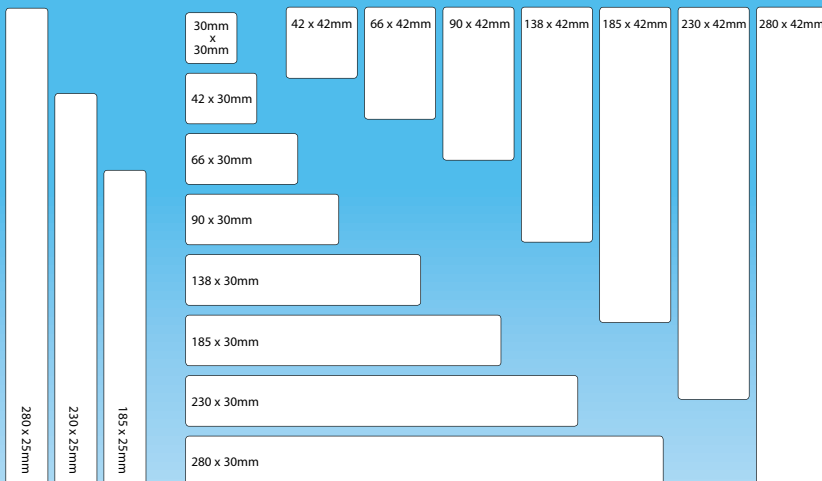 30mm
x
30mm
42 x 42mm
66 x 42mm
90 x 42mm
138 x 42mm
185 x 42mm
230 x 42mm
280 x 42mm
42 x 30mm
66 x 30mm
90 x 30mm
138 x 30mm
185 x 30mm
230 x 30mm
280 x 30mm
280 x 25mm
230 x 25mm
185 x 25mm